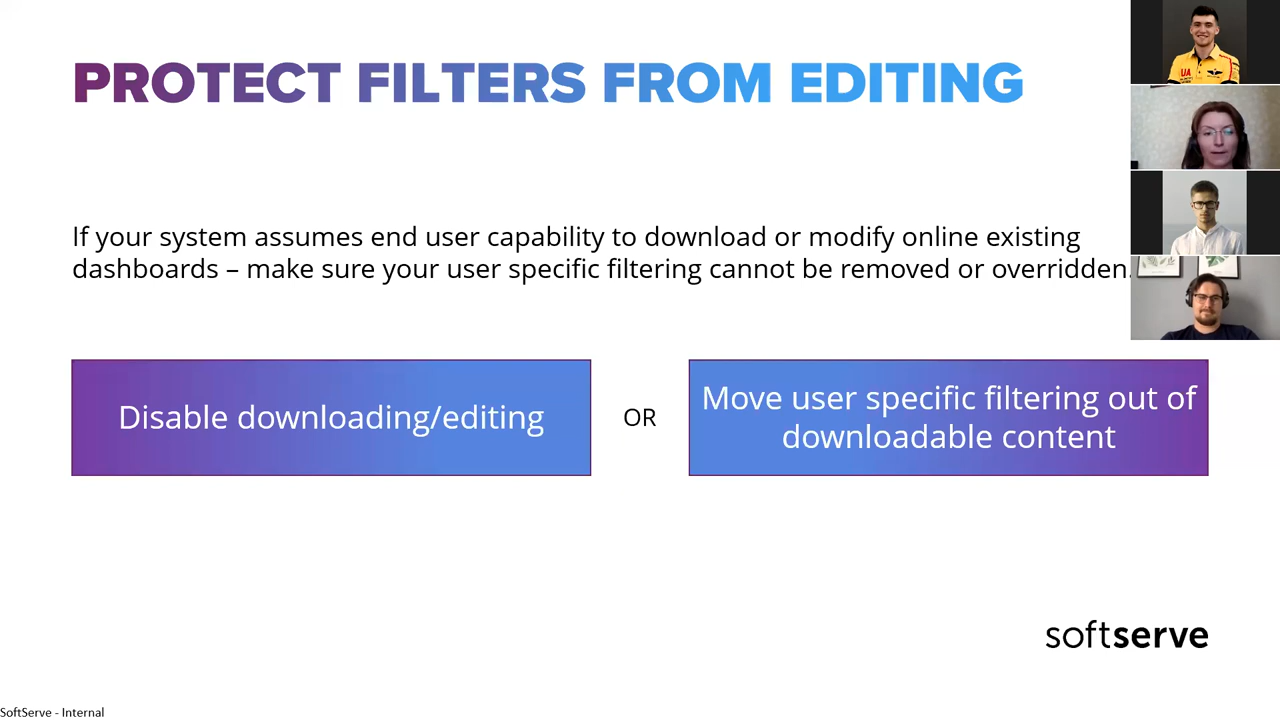 PROTECT FILTERS FROM EDITING
UA
If your system assumes end user capability to download or modify online existing
dashboards – make sure your user specific filtering cannot be removed or overridden.
Disable downloading/editing
OR
Move user specific filtering out of
downloadable content
softserve
SoftServe - Internal